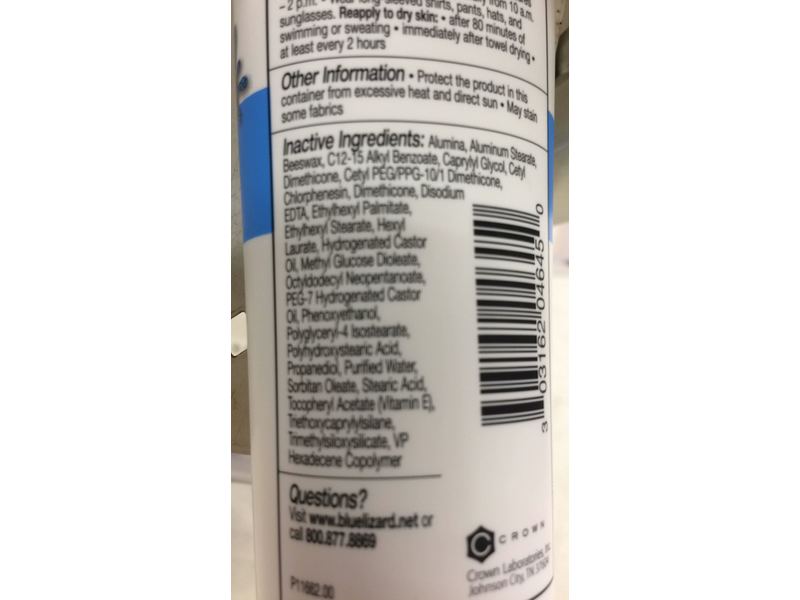 – 2 p.m. • Wear long-sleeved shirts, pants, hats, and
sunglasses. Reapply to dry skin: • after 80 minutes of
swimming or sweating • immediately after towel drying •
at least every 2 hours
Other Information • Protect the product in this
container from excessive heat and direct sun • May stain
some fabrics
Inactive Ingredients: Alumina, Aluminum Stearate,
Beeswax, C12-15 Alkyl Benzoate, Caprylyl Glycol, Cetyl
Dimethicone, Cetyl PEG/PPG-10/1 Dimethicone,
Chlorphenesin, Dimethicone, Disodium
EDTA, Ethylhexyl Palmitate,
Ethylhexyl Stearate, Hexyl
Laurate, Hydrogenated Castor
Oil, Methyl Glucose Dioleate,
Octyldodecyl Neopentanoate,
PEG-7 Hydrogenated Castor
Oil, Phenoxyethanol,
Polyglyceryl-4 Isostearate,
Polyhydroxystearic Acid,
Propanediol, Purified Water,
Sorbitan Oleate, Stearic Acid,
Tocopheryl Acetate (Vitamin E),
Triethoxycaprylylsilane,
Trimethylsiloxysilicate, VP
Hexadecene Copolymer
3 03162 04645 0
Questions?
Visit www.bluelizard.net or
call 800.877.8869
CROWN
Crown Laboratories, Inc.
Johnson City, TN 37604
P11662.00